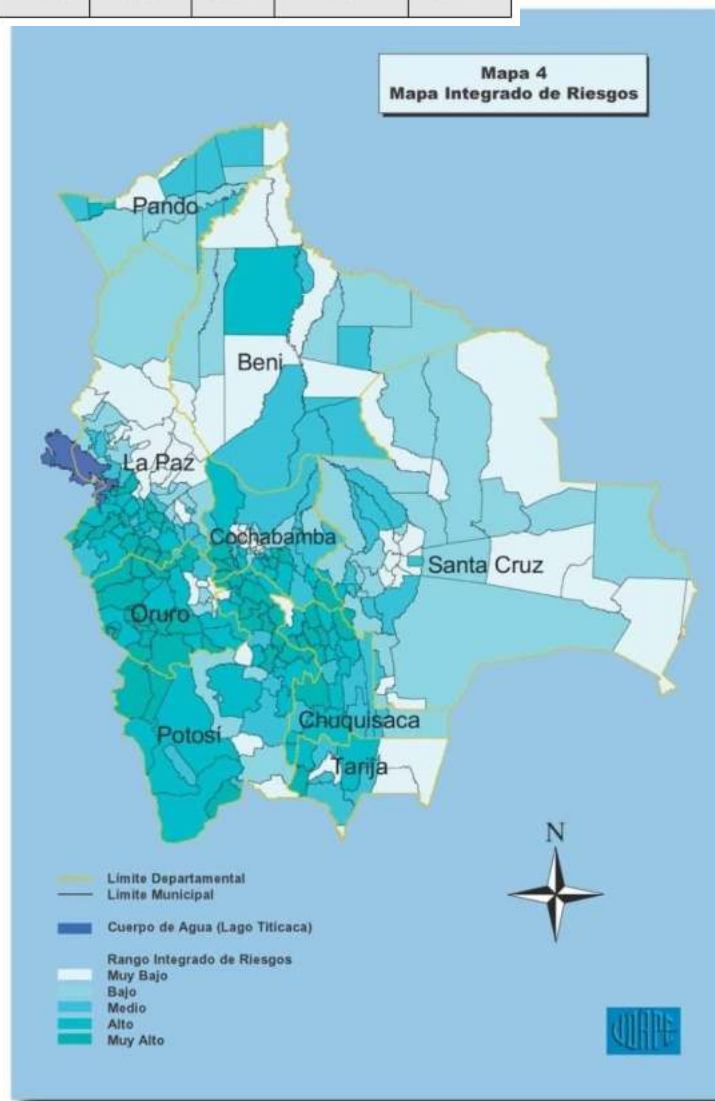 Mapa 4
Mapa Integrado de Riesgos
Pando
Beni
La Paz
Cochabamba
Santa Cruz
Oruro
Potosí
Chuquisaca
Tarija
N
Límite Departamental
Límite Municipal
Cuerpo de Agua (Lago Titicaca)
Rango Integrado de Riesgos
Muy Bajo
Bajo
Medio
Alto
Muy Alto
UDAPE